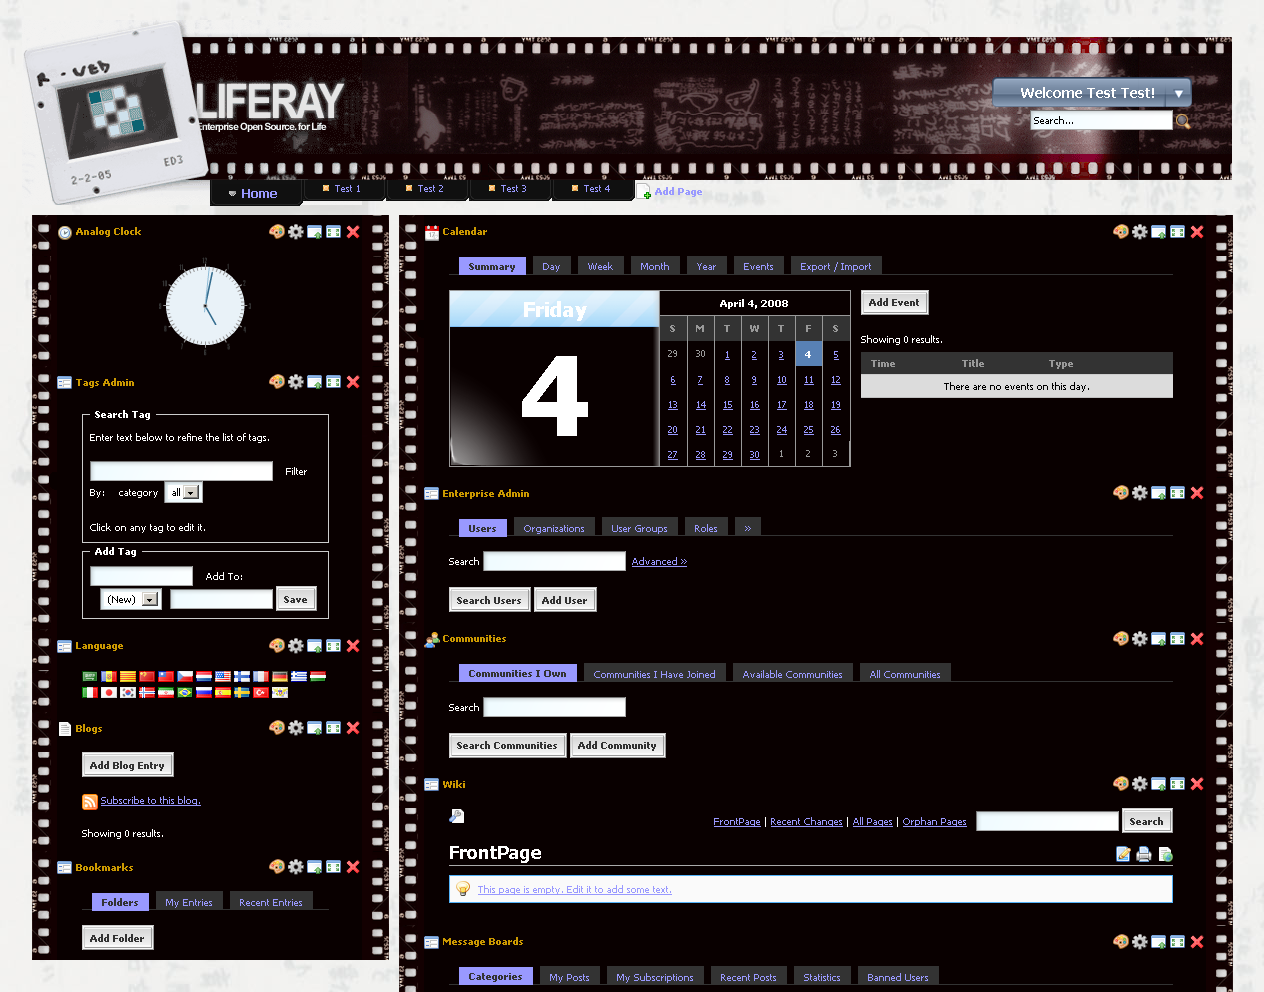 R - VED
ED3
2-2-05
LIFERAY
Enterprise Open Source. for Life
Welcome Test Test!
Search...
Home
Test 1
Test 2
Test 3
Test 4
Add Page
Analog Clock
Tags Admin
Search Tag
Enter text below to refine the list of tags.
Filter
By: category all
Click on any tag to edit it.
Add Tag
Add To:
(New) Save
Language
Blogs
Add Blog Entry
Subscribe to this blog.
Showing 0 results.
Bookmarks
Folders My Entries Recent Entries
Add Folder
Calendar
Summary Day Week Month Year Events Export / Import
Friday
4
April 4, 2008
S M T W T F S
29 30 1 2 3 4 5
6 7 8 9 10 11 12
13 14 15 16 17 18 19
20 21 22 23 24 25 26
27 28 29 30 1 2 3
Add Event
Showing 0 results.
Time Title Type
There are no events on this day.
Enterprise Admin
Users Organizations User Groups Roles »
Search Advanced »
Search Users Add User
Communities
Communities I Own Communities I Have Joined Available Communities All Communities
Search
Search Communities Add Community
Wiki
FrontPage | Recent Changes | All Pages | Orphan Pages Search
FrontPage
This page is empty. Edit it to add some text.
Message Boards
Categories My Posts My Subscriptions Recent Posts Statistics Banned Users